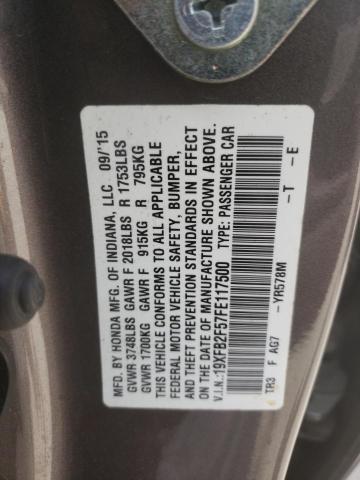 MFD. BY HONDA MFG. OF INDIANA, LLC 09/'15
GVWR 3748LBS GAWR F 2018LBS R 1753LBS
GVWR 1700KG GAWR F 915KG R 795KG
THIS VEHICLE CONFORMS TO ALL APPLICABLE
FEDERAL MOTOR VEHICLE SAFETY, BUMPER,
AND THEFT PREVENTION STANDARDS IN EFFECT
ON THE DATE OF MANUFACTURE SHOWN ABOVE.
V.I.N.:19XFB2F57FE117500 TYPE: PASSENGER CAR
TR3 F AG7 -YR578M -T -E